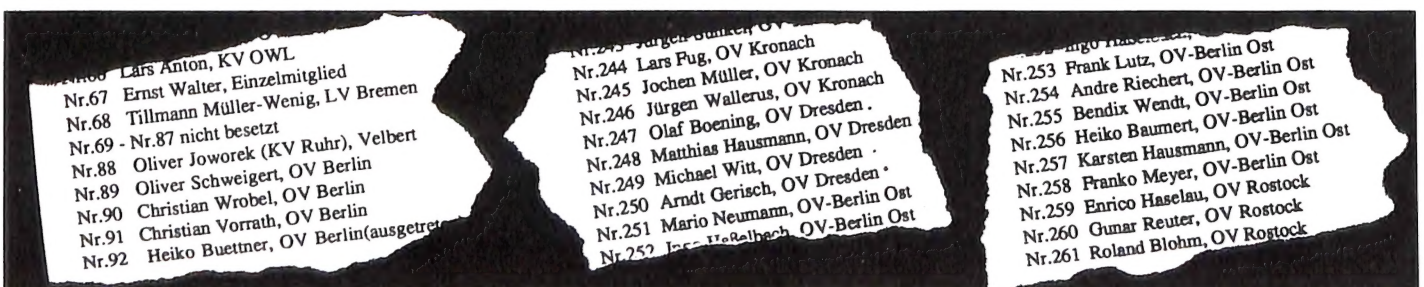 Lars Anton, KV OWL
Nr.67 Ernst Walter, Einzelmitglied
Nr.68 Tillmann Müller-Wenig, LV Bremen
Nr.69 - Nr.87 nicht besetzt
Nr.88 Oliver Joworek (KV Ruhr), Velbert
Nr.89 Oliver Schweigert, OV Berlin
Nr.90 Christian Wrobel, OV Berlin
Nr.91 Christian Vorrath, OV Berlin
Nr.92 Heiko Buettner, OV Berlin(ausgetre
Jürgen OV
Nr.244 Lars Fug, OV Kronach
Nr.245 Jochen Müller, OV Kronach
Nr.246 Jürgen Wallerus, OV Kronach
Nr.247 Olaf Boening, OV Dresden .
Nr.248 Matthias Hausmann, OV Dresden
Nr.249 Michael Witt, OV Dresden .
Nr.250 Arndt Gerisch, OV Dresden .
Nr.251 Mario Neumann, OV-Berlin Ost
Nr.252 OV-Berlin Ost
Ingo
Nr.253 Frank Lutz, OV-Berlin Ost
Nr.254 Andre Riechert, OV-Berlin Ost
Nr.255 Bendix Wendt, OV-Berlin Ost
Nr.256 Heiko Baumert, OV-Berlin Ost
Nr.257 Karsten Hausmann, OV-Berlin Ost
Nr.258 Franko Meyer, OV-Berlin Ost
Nr.259 Enrico Haselau, OV Rostock
Nr.260 Gunar Reuter, OV Rostock
Nr.261 Roland Blohm, OV Rostock